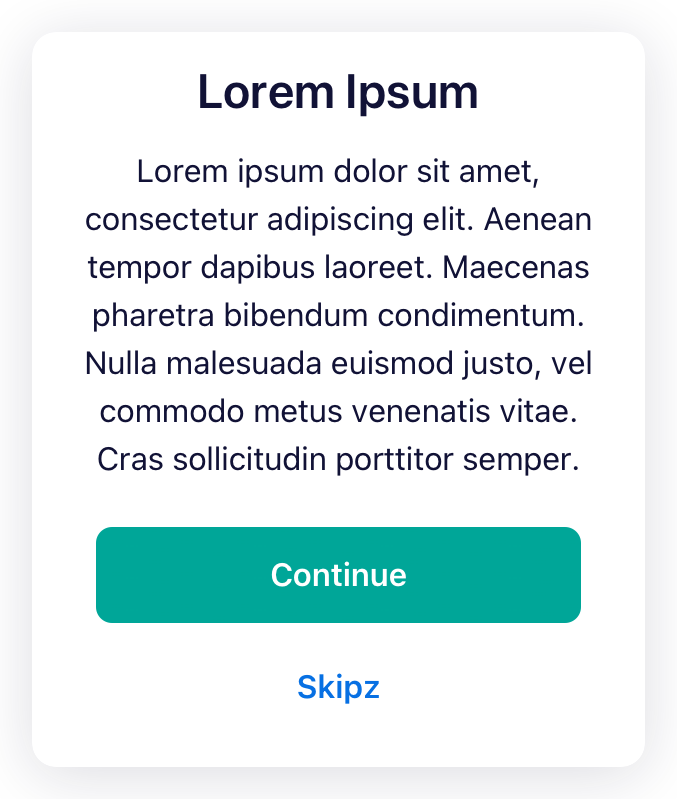 Lorem Ipsum
Lorem ipsum dolor sit amet,
consectetur adipiscing elit. Aenean
tempor dapibus laoreet. Maecenas
pharetra bibendum condimentum.
Nulla malesuada euismod justo, vel
commodo metus venenatis vitae.
Cras sollicitudin porttitor semper.
Continue
Skipz